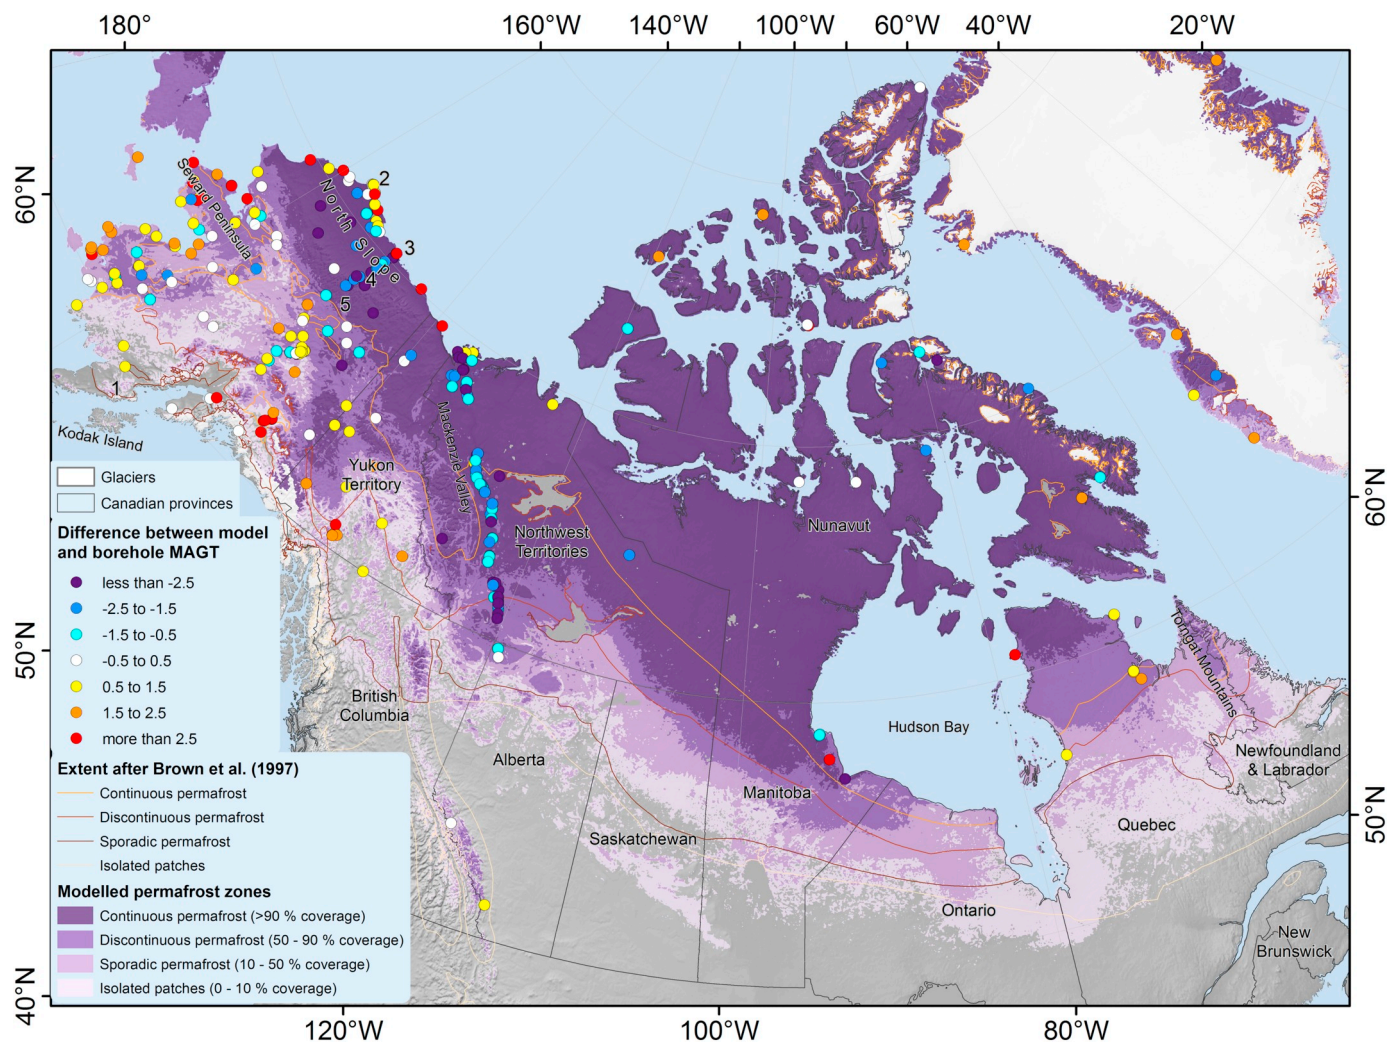 180°
160°W
140°W
100°W
60°W
40°W
20°W
60°N
50°N
40°N
60°N
50°N
120°W
100°W
80°W
Seward Peninsula
North Slope
2
3
4
5
1
Kodak Island
Mackenzie Valley
Yukon
Territory
Northwest
Territories
Nunavut
British
Columbia
Alberta
Saskatchewan
Manitoba
Hudson Bay
Ontario
Quebec
Torngat Mountains
Newfoundland
& Labrador
New
Brunswick
Glaciers
Canadian provinces
Difference between model
and borehole MAGT
less than -2.5
-2.5 to -1.5
-1.5 to -0.5
-0.5 to 0.5
0.5 to 1.5
1.5 to 2.5
more than 2.5
Extent after Brown et al. (1997)
Continuous permafrost
Discontinuous permafrost
Sporadic permafrost
Isolated patches
Modelled permafrost zones
Continuous permafrost (>90 % coverage)
Discontinuous permafrost (50 - 90 % coverage)
Sporadic permafrost (10 - 50 % coverage)
Isolated patches (0 - 10 % coverage)